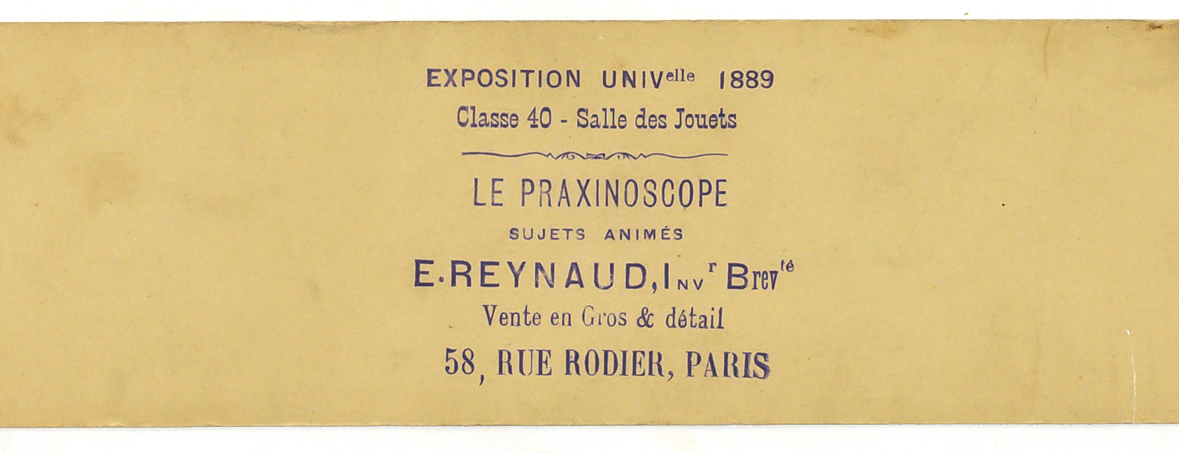 EXPOSITION UNIVelle 1889
Classe 40 - Salle des Jouets
LE PRAXINOSCOPE
SUJETS ANIMÉS
E. REYNAUD, INVr Brevté
Vente en Gros & détail
58, RUE RODIER, PARIS